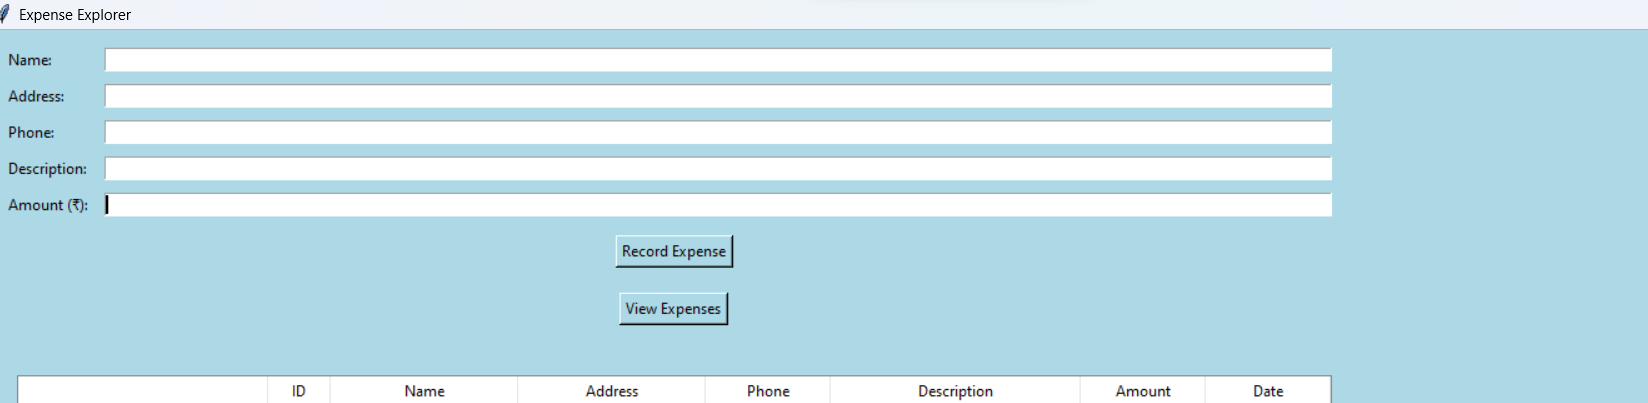 Expense Explorer
Name:
Address:
Phone:
Description:
Amount (₹):
Record Expense
View Expenses
ID Name Address Phone Description Amount Date